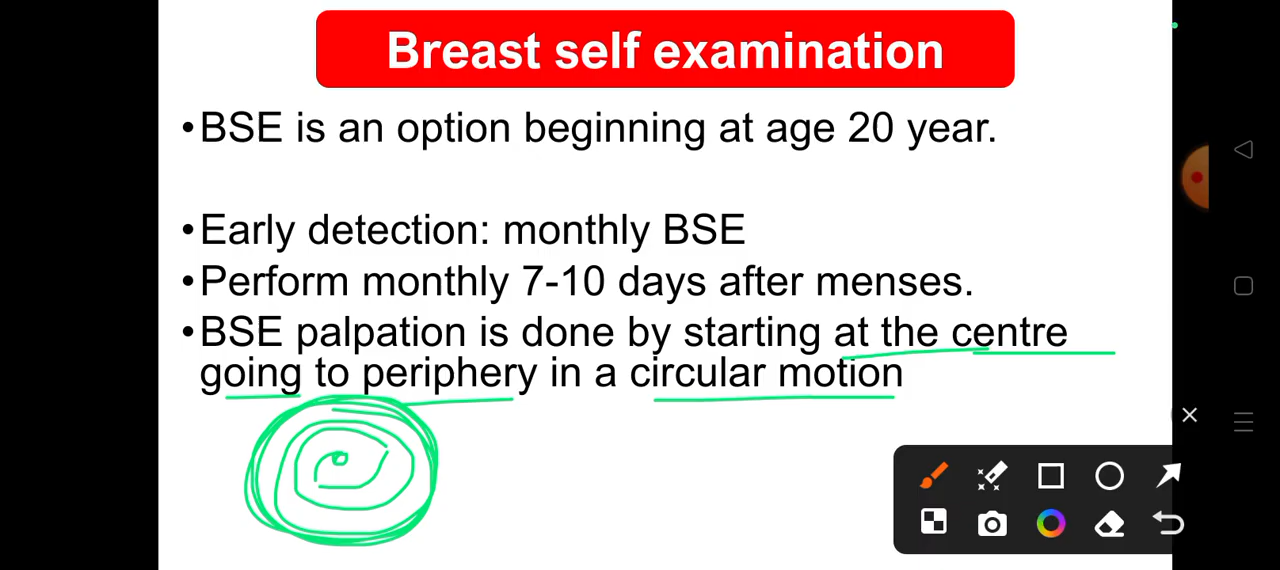 Breast self examination
•BSE is an option beginning at age 20 year.
•Early detection: monthly BSE
•Perform monthly 7-10 days after menses.
•BSE palpation is done by starting at the centre
going to periphery in a circular motion